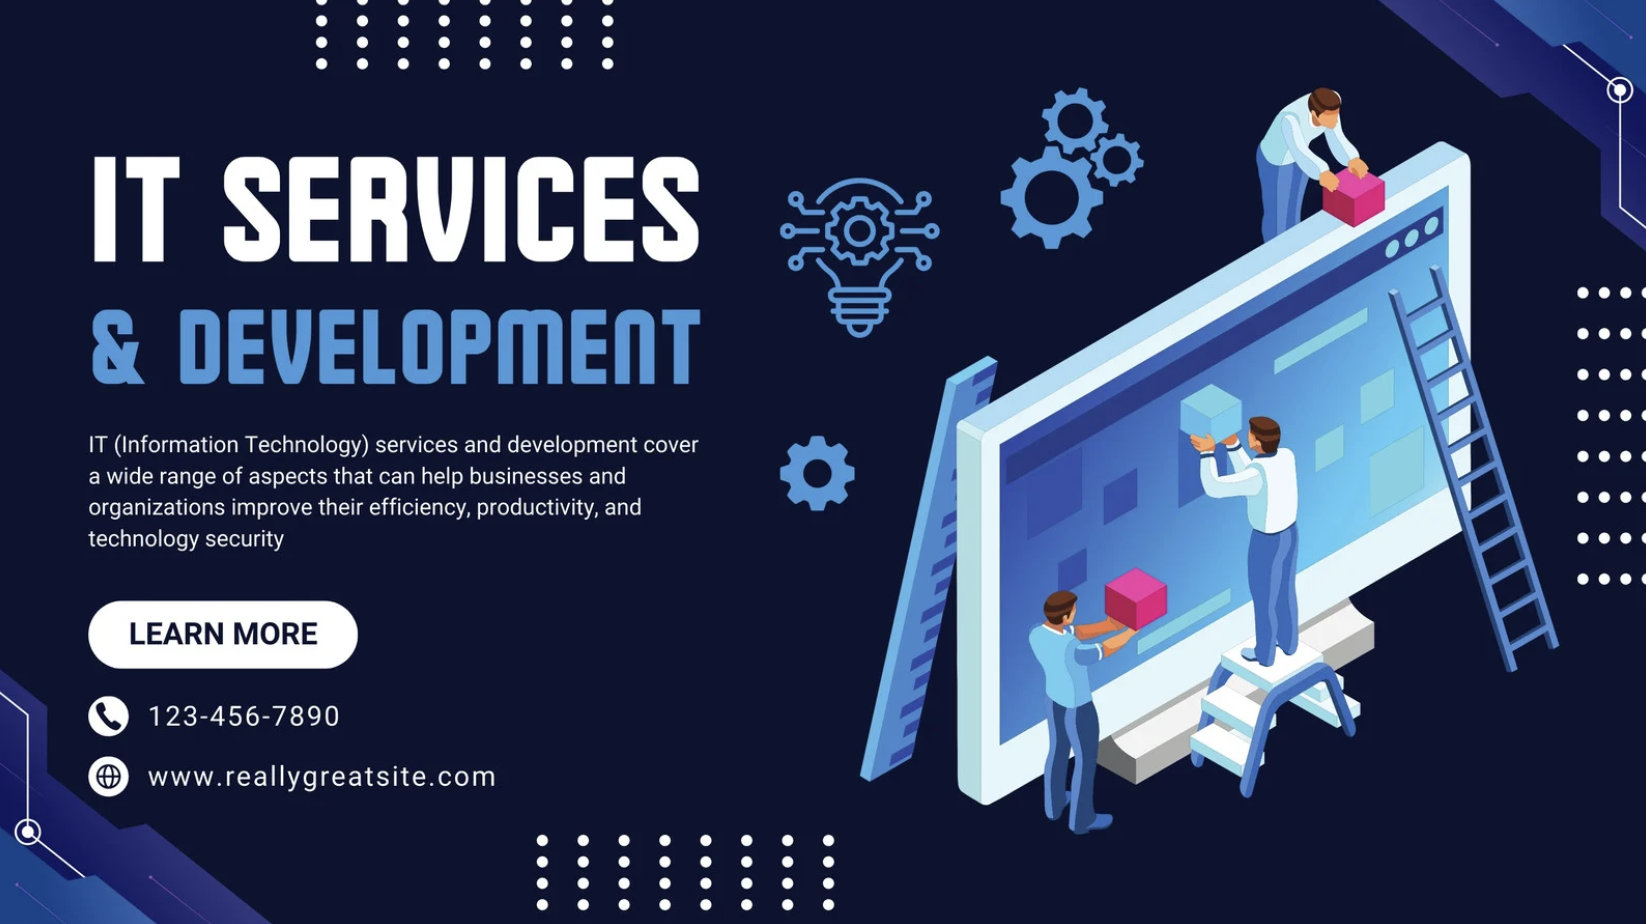 IT SERVICES
& DEVELOPMENT
IT (Information Technology) services and development cover
a wide range of aspects that can help businesses and
organizations improve their efficiency, productivity, and
technology security
LEARN MORE
123-456-7890
www.reallygreatsite.com